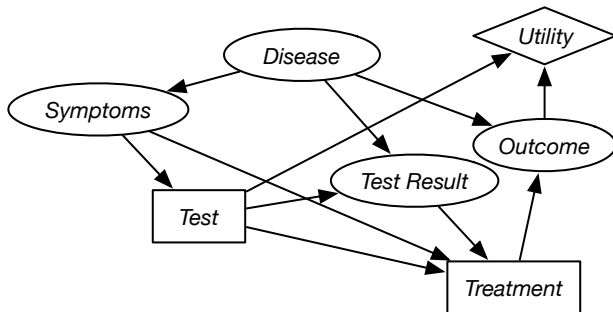 Utility
Disease
Symptoms
Outcome
Test Result
Test
Treatment